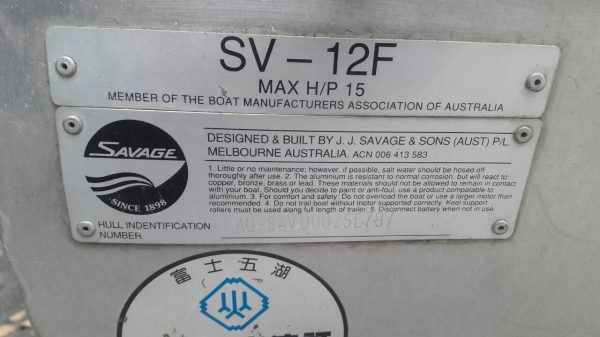 SV - 12F
MAX H/P 15
MEMBER OF THE BOAT MANUFACTURERS ASSOCIATION OF AUSTRALIA
SAVAGE
SINCE 1898
DESIGNED & BUILT BY J. J. SAVAGE & SONS (AUST) P/L.
MELBOURNE AUSTRALIA. ACN 006 413 583
1. Little or no maintenance; however, if possible, salt water should be hosed off
thoroughly after use. 2. The aluminium is resistant to normal corrosion, but will react to
copper, bronze, brass or lead. These materials should not be allowed to remain in contact
with your boat. Should you decide to paint or anti-foul, use a product compatable to
aluminium. 3. For comfort and safety: Do not overload the boat or use a larger motor than
recommended. 4. Do not trail boat without motor supported correctly. Keel support
rollers must be used along full length of trailer. 5. Disconnect battery when not in use.
HULL INDENTIFICATION
NUMBER
富士五湖